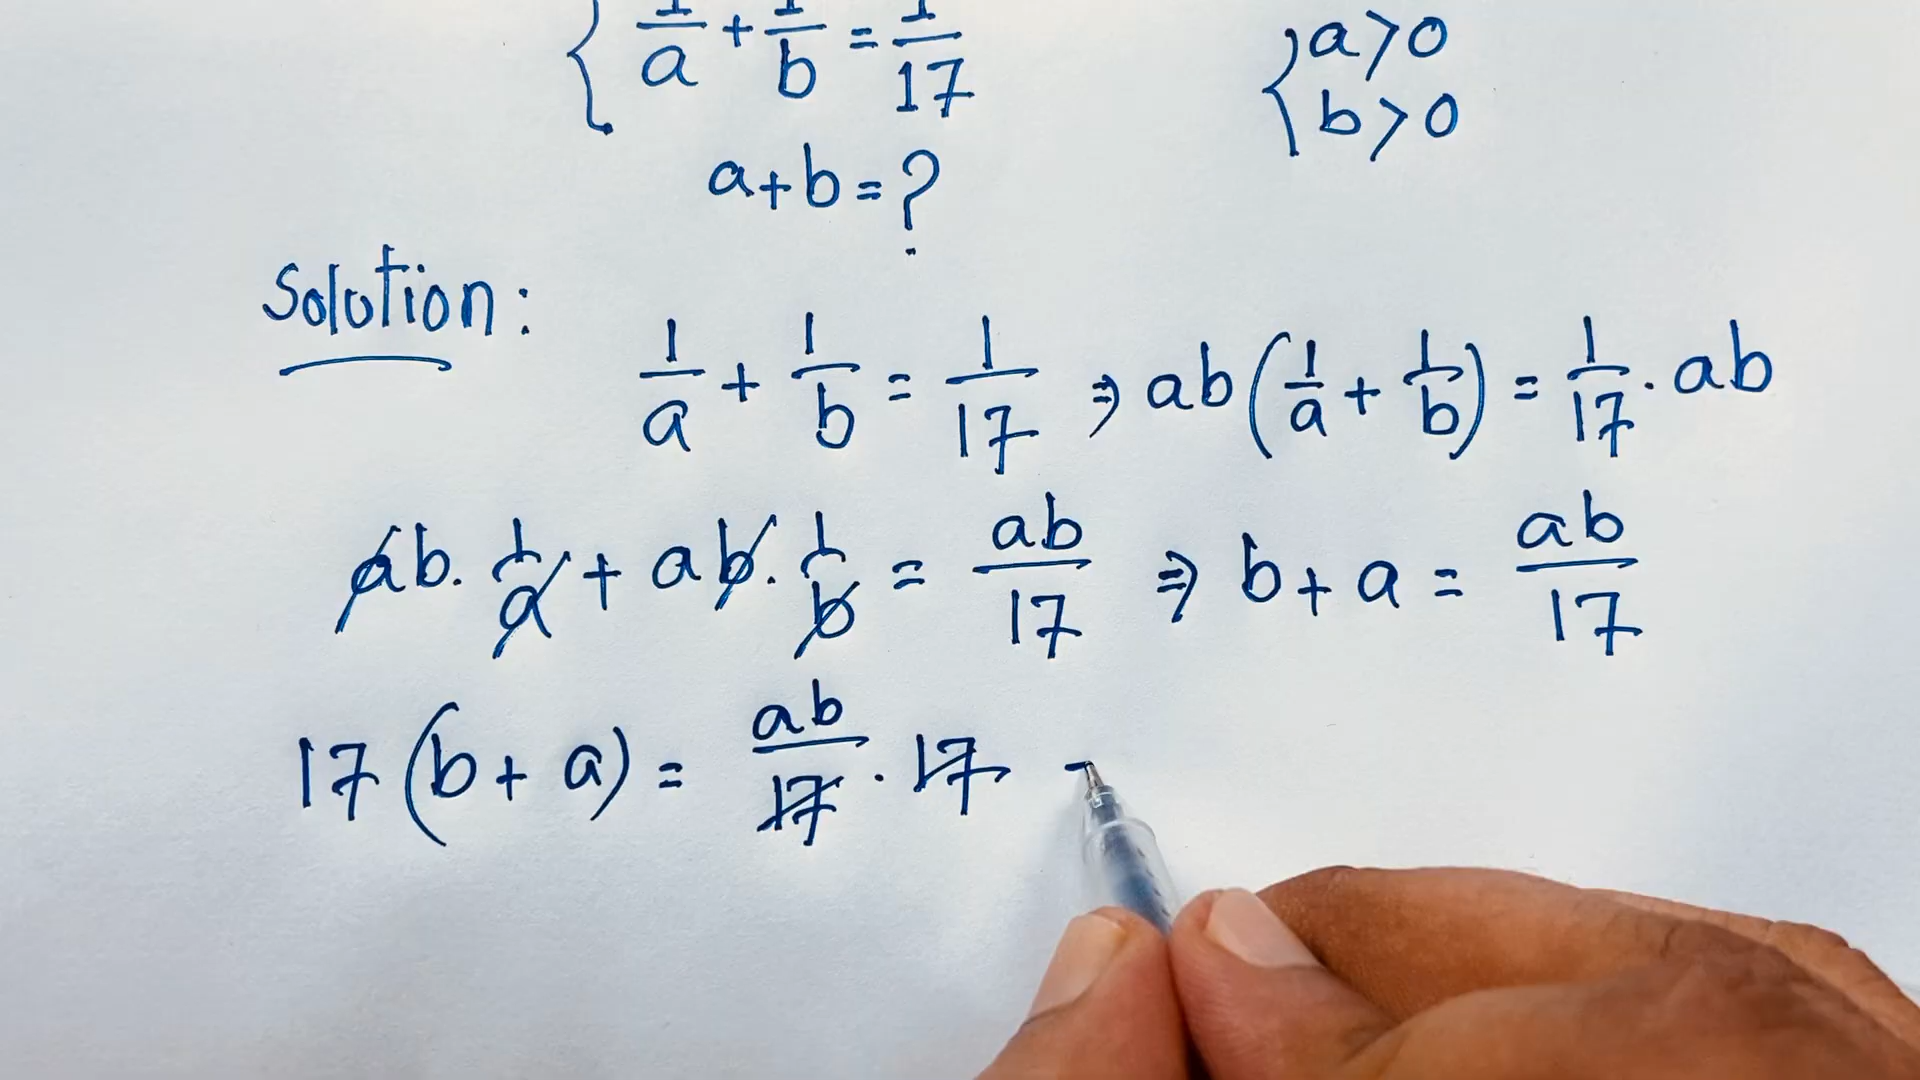 1/a + 1/b = 1/17
a>0
b>0
a+b=?
Solution:
1/a + 1/b = 1/17 ⇒ ab(1/a + 1/b) = 1/17 · ab
ab · 1/a + ab · 1/b = ab/17 ⇒ b+a = ab/17
17(b+a) = ab/17 · 17